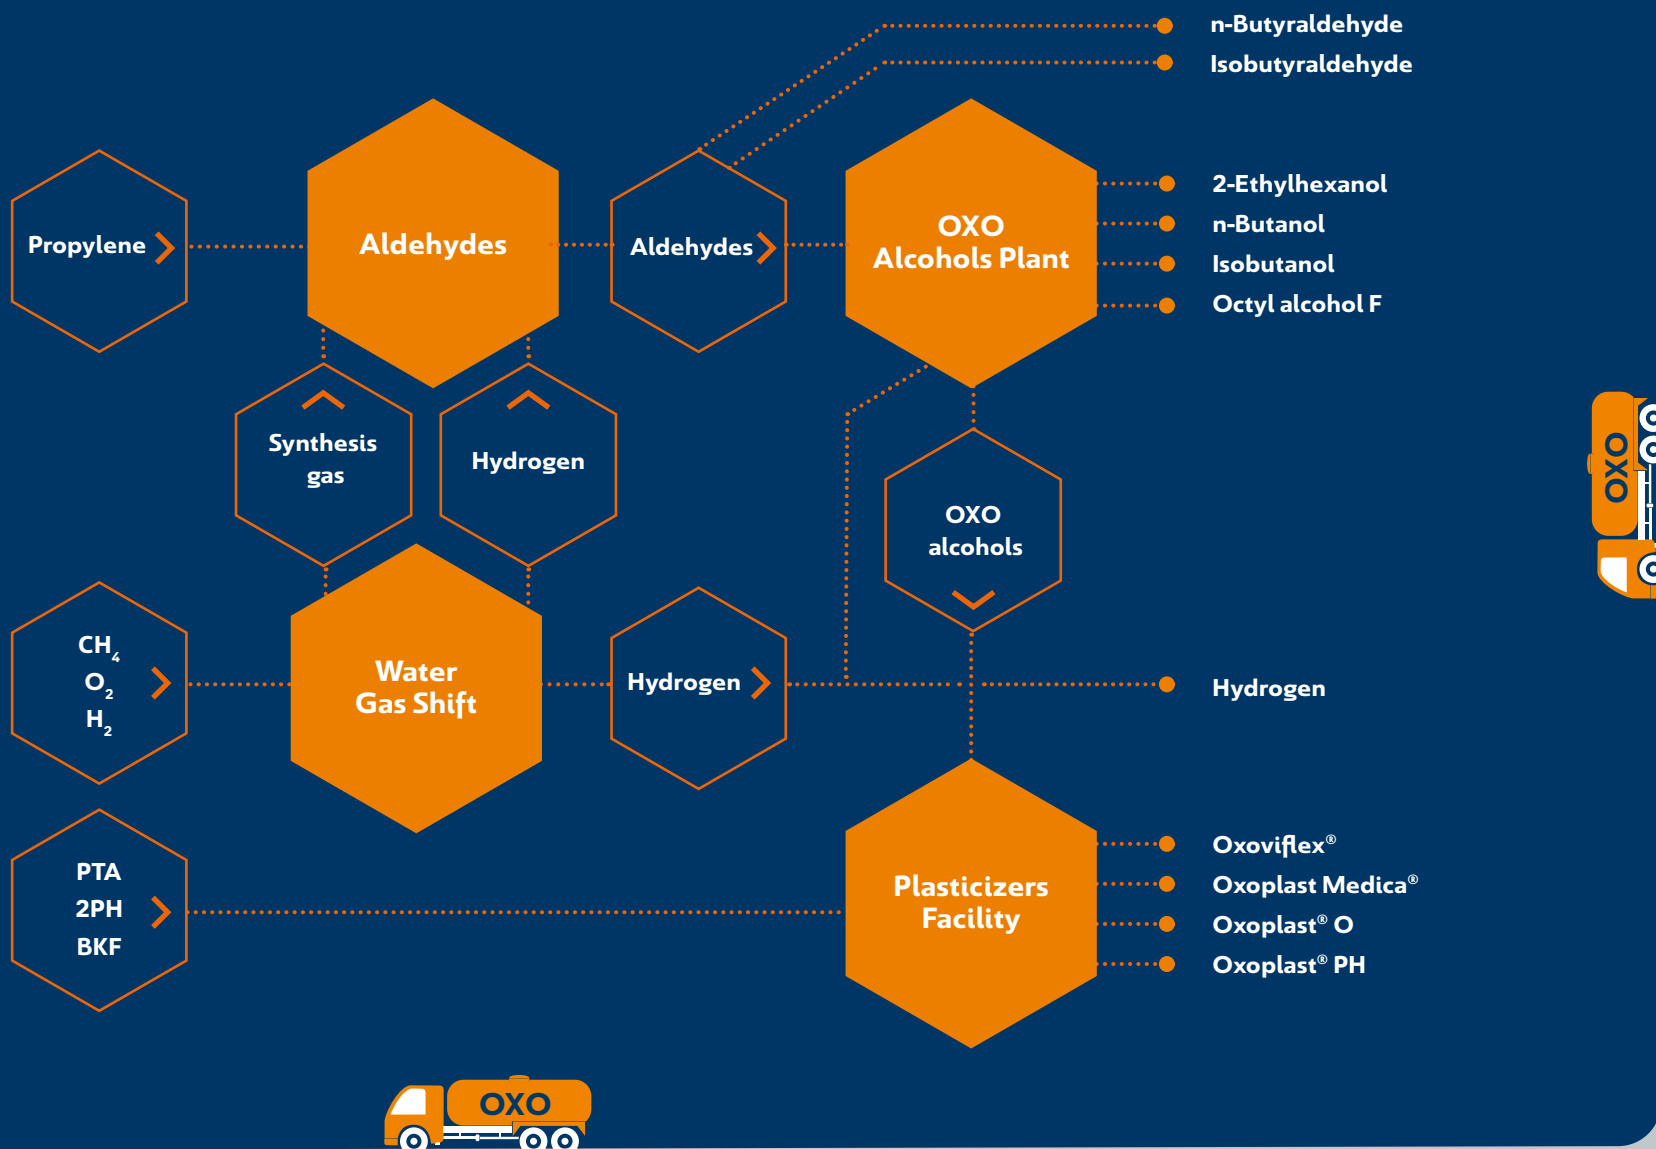 n-Butyraldehyde
Isobutyraldehyde
Propylene
Aldehydes
Aldehydes
OXO
Alcohols Plant
2-Ethylhexanol
n-Butanol
Isobutanol
Octyl alcohol F
Synthesis
gas
Hydrogen
OXO
alcohols
OXO
CH₄
O₂
H₂
Water
Gas Shift
Hydrogen
Hydrogen
PTA
2PH
BKF
Plasticizers
Facility
Oxoviflex®
Oxoplast Medica®
Oxoplast® O
Oxoplast® PH
OXO